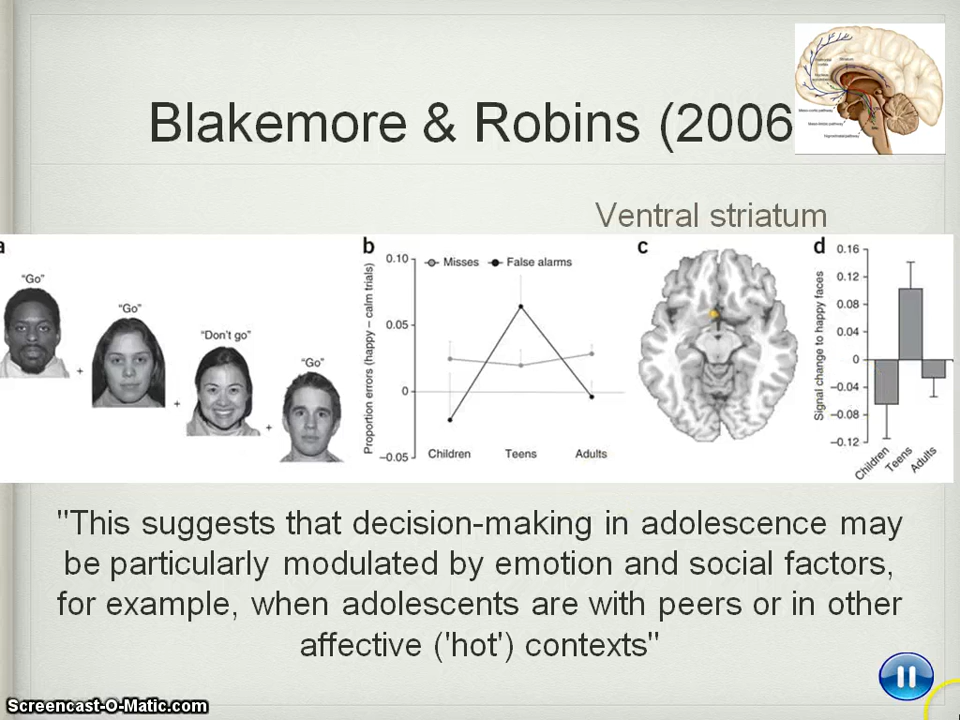 Blakemore & Robins (2006
Ventral striatum
a
"Go"
"Go"
"Don't go"
"Go"
+
+
+
b
Misses
False alarms
Proportion errors (happy – calm trials)
0.10
0.05
0
–0.05
Children
Teens
Adults
c
d
Signal change to happy faces
0.16
0.12
0.08
0.04
0
–0.04
–0.08
–0.12
Children
Teens
Adults
"This suggests that decision-making in adolescence may
be particularly modulated by emotion and social factors,
for example, when adolescents are with peers or in other
affective ('hot') contexts"
Screencast-O-Matic.com